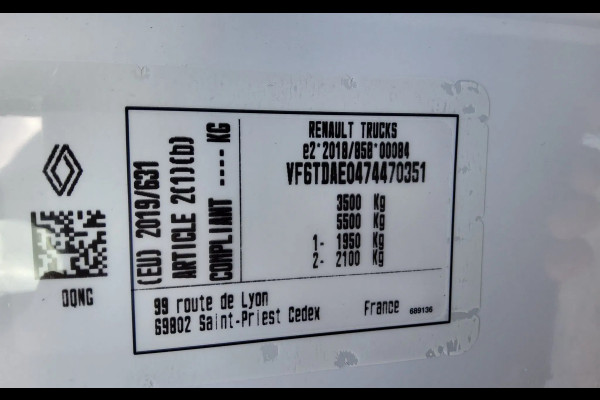 RENAULT TRUCKS
e2*2018/858*00084
VF6TDAE0474470351
3500 Kg
5500 Kg
1- 1950 Kg
2- 2100 Kg
(EU) 2019/631
ARTICLE 2(1)(b)
COMPLIANT ---- KG
99 route de Lyon
69802 Saint-Priest Cedex France 689136
OQNG